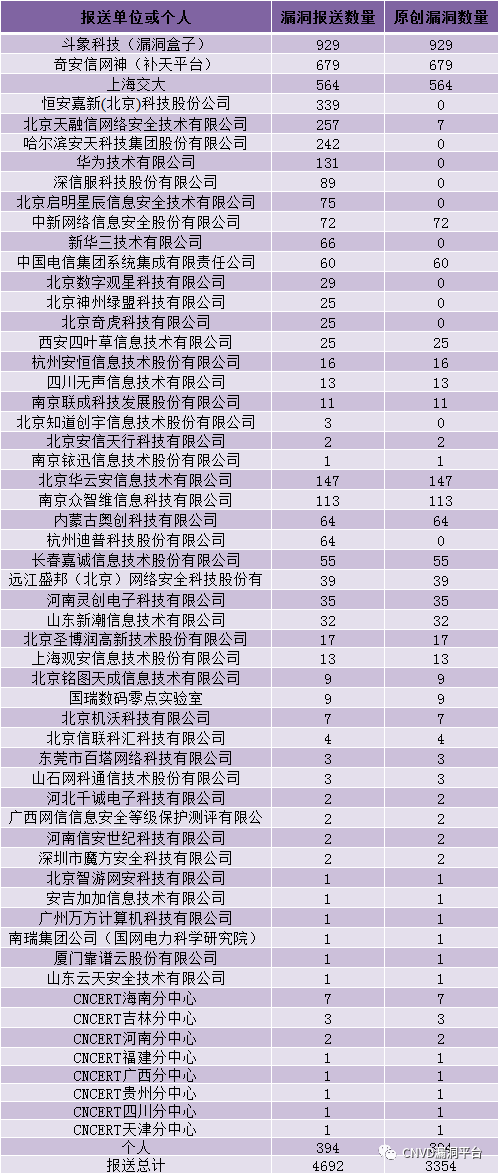 报送单位或个人 漏洞报送数量 原创漏洞数量
斗象科技（漏洞盒子） 929 929
奇安信网神（补天平台） 679 679
上海交大 564 564
恒安嘉新(北京)科技股份公司 339 0
北京天融信网络安全技术有限公司 257 7
哈尔滨安天科技集团股份有限公司 242 0
华为技术有限公司 131 0
深信服科技股份有限公司 89 0
北京启明星辰信息安全技术有限公司 75 0
中新网络信息安全股份有限公司 72 72
新华三技术有限公司 66 0
中国电信集团系统集成有限责任公司 60 60
北京数字观星科技有限公司 29 0
北京神州绿盟科技有限公司 25 0
北京奇虎科技有限公司 25 0
西安四叶草信息技术有限公司 25 25
杭州安恒信息技术股份有限公司 16 16
四川无声信息技术有限公司 13 13
南京联成科技发展股份有限公司 11 11
北京知道创宇信息技术股份有限公司 3 0
北京安信天行科技有限公司 2 2
南京铱迅信息技术股份有限公司 1 1
北京华云安信息技术有限公司 147 147
南京众智维信息科技有限公司 113 113
内蒙古奥创科技有限公司 64 64
杭州迪普科技股份有限公司 64 0
长春嘉诚信息技术股份有限公司 55 55
远江盛邦（北京）网络安全科技股份有 39 39
河南灵创电子科技有限公司 35 35
山东新潮信息技术有限公司 32 32
北京圣博润高新技术股份有限公司 17 17
上海观安信息技术股份有限公司 13 13
北京铭图天成信息技术有限公司 9 9
国瑞数码零点实验室 9 9
北京机沃科技有限公司 7 7
北京信联科汇科技有限公司 4 4
东莞市百塔网络科技有限公司 3 3
山石网科通信技术股份有限公司 3 3
河北千诚电子科技有限公司 2 2
广西网信信息安全等级保护测评有限公 2 2
河南信安世纪科技有限公司 2 2
深圳市魔方安全科技有限公司 2 2
北京智游网安科技有限公司 1 1
安吉加加信息技术有限公司 1 1
广州万方计算机科技有限公司 1 1
南瑞集团公司（国网电力科学研究院） 1 1
厦门靠谱云股份有限公司 1 1
山东云天安全技术有限公司 1 1
CNCERT海南分中心 7 7
CNCERT吉林分中心 3 3
CNCERT河南分中心 2 2
CNCERT福建分中心 1 1
CNCERT广西分中心 1 1
CNCERT贵州分中心 1 1
CNCERT四川分中心 1 1
CNCERT天津分中心 1 1
个人 394 394
报送总计 4692 3354
CNVD漏洞平台